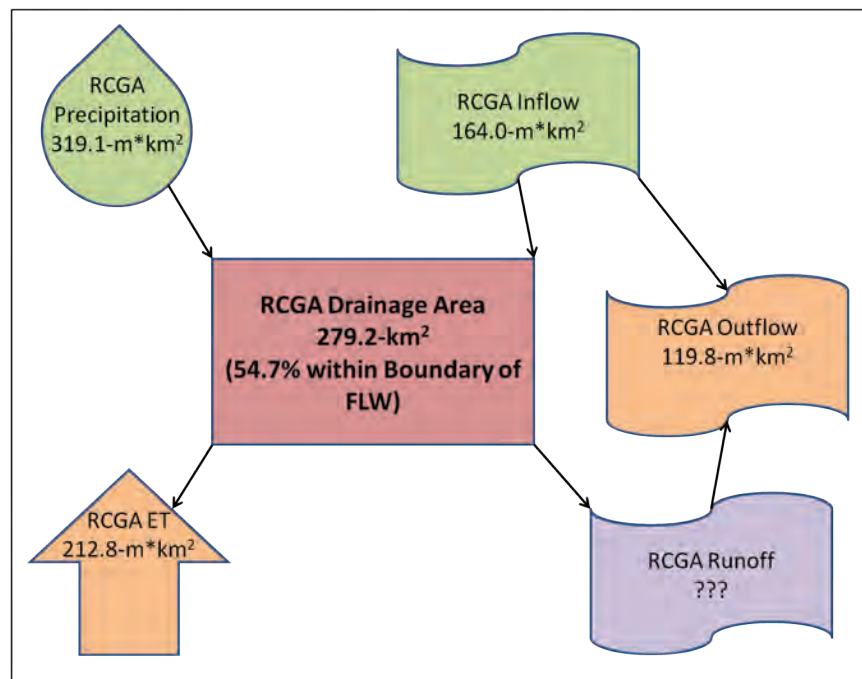 RCGA
Precipitation
319.1-m*km²
RCGA Inflow
164.0-m*km²
RCGA Drainage Area
279.2-km²
(54.7% within Boundary of
FLW)
RCGA Outflow
119.8-m*km²
RCGA ET
212.8-m*km²
RCGA Runoff
???